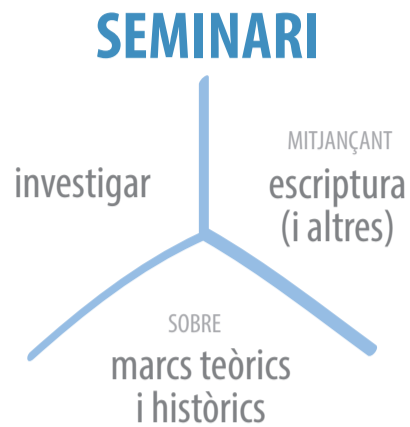 SEMINARI
investigar
MITJANÇANT
escriptura
(i altres)
SOBRE
marcs teòrics
i històrics